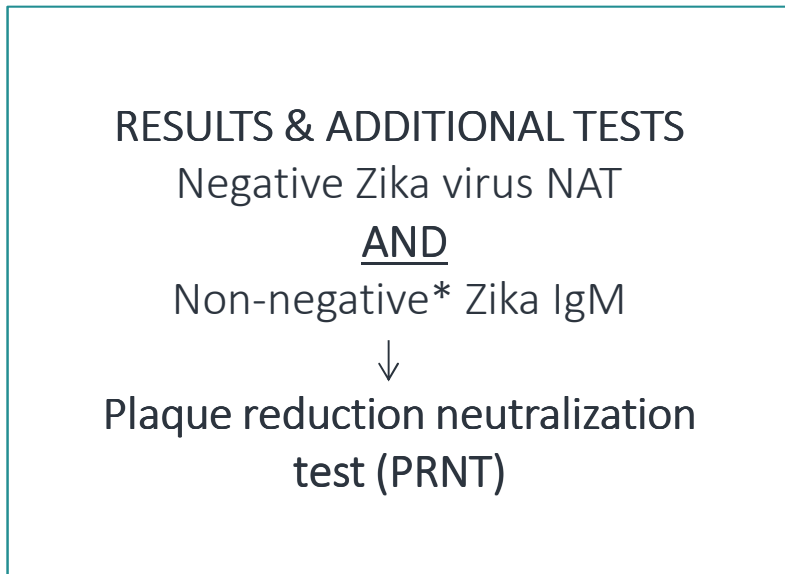 RESULTS & ADDITIONAL TESTS
Negative Zika virus NAT
AND
Non-negative* Zika IgM
↓
Plaque reduction neutralization
test (PRNT)